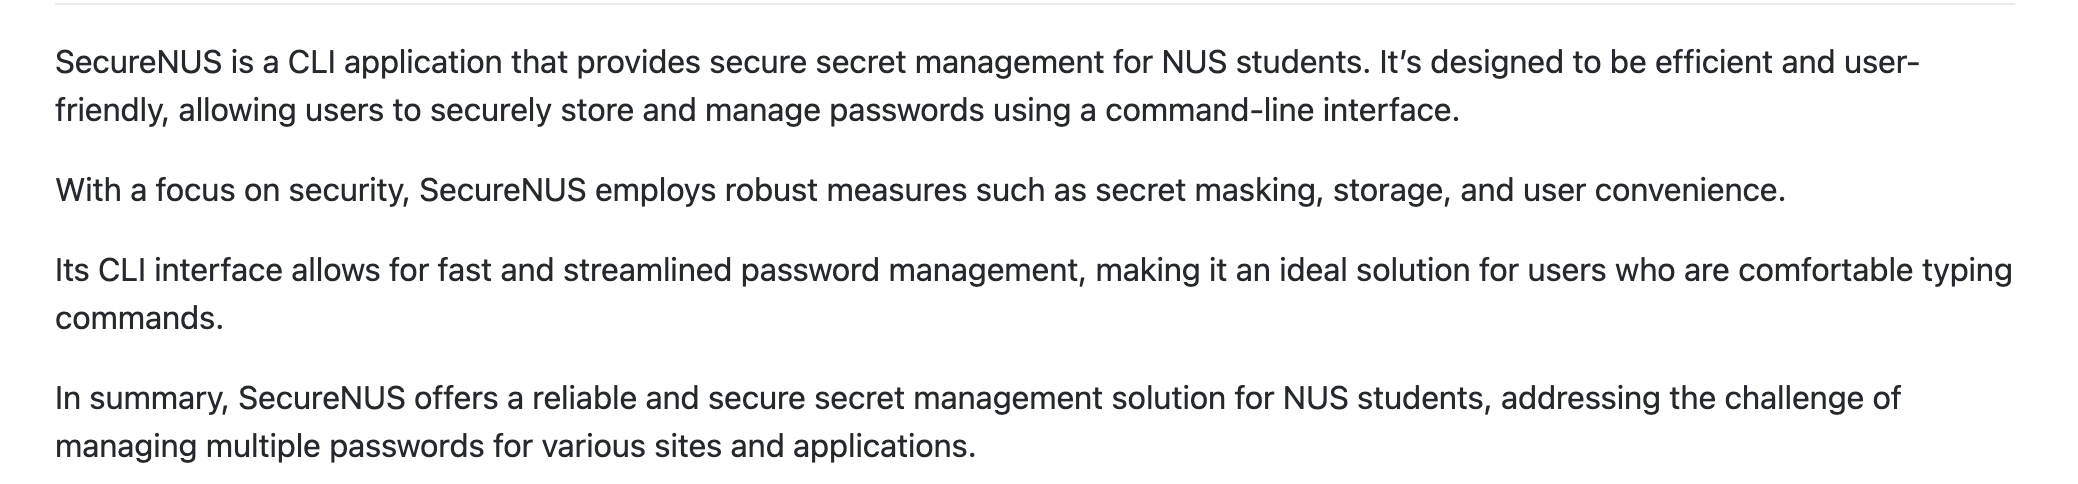 SecureNUS is a CLI application that provides secure secret management for NUS students. It’s designed to be efficient and user-
friendly, allowing users to securely store and manage passwords using a command-line interface.
With a focus on security, SecureNUS employs robust measures such as secret masking, storage, and user convenience.
Its CLI interface allows for fast and streamlined password management, making it an ideal solution for users who are comfortable typing
commands.
In summary, SecureNUS offers a reliable and secure secret management solution for NUS students, addressing the challenge of
managing multiple passwords for various sites and applications.